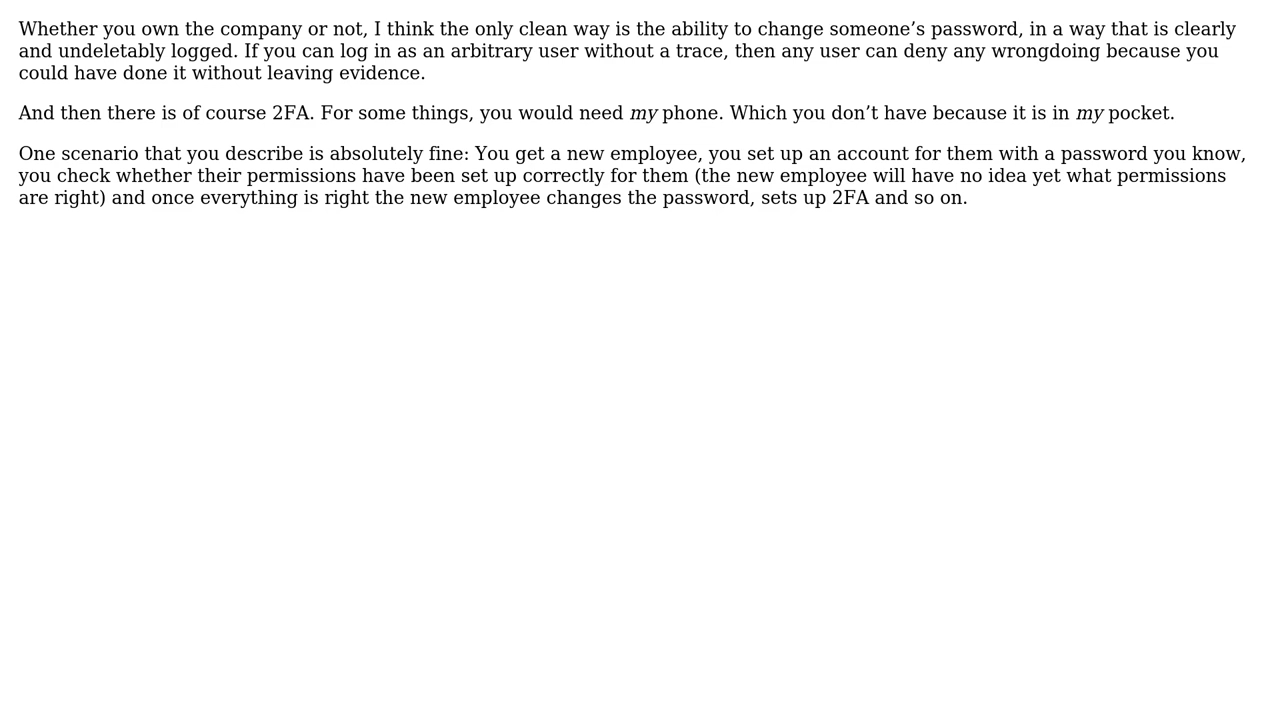 Whether you own the company or not, I think the only clean way is the ability to change someone’s password, in a way that is clearly
and undeletably logged. If you can log in as an arbitrary user without a trace, then any user can deny any wrongdoing because you
could have done it without leaving evidence.
And then there is of course 2FA. For some things, you would need my phone. Which you don’t have because it is in my pocket.
One scenario that you describe is absolutely fine: You get a new employee, you set up an account for them with a password you know,
you check whether their permissions have been set up correctly for them (the new employee will have no idea yet what permissions
are right) and once everything is right the new employee changes the password, sets up 2FA and so on.